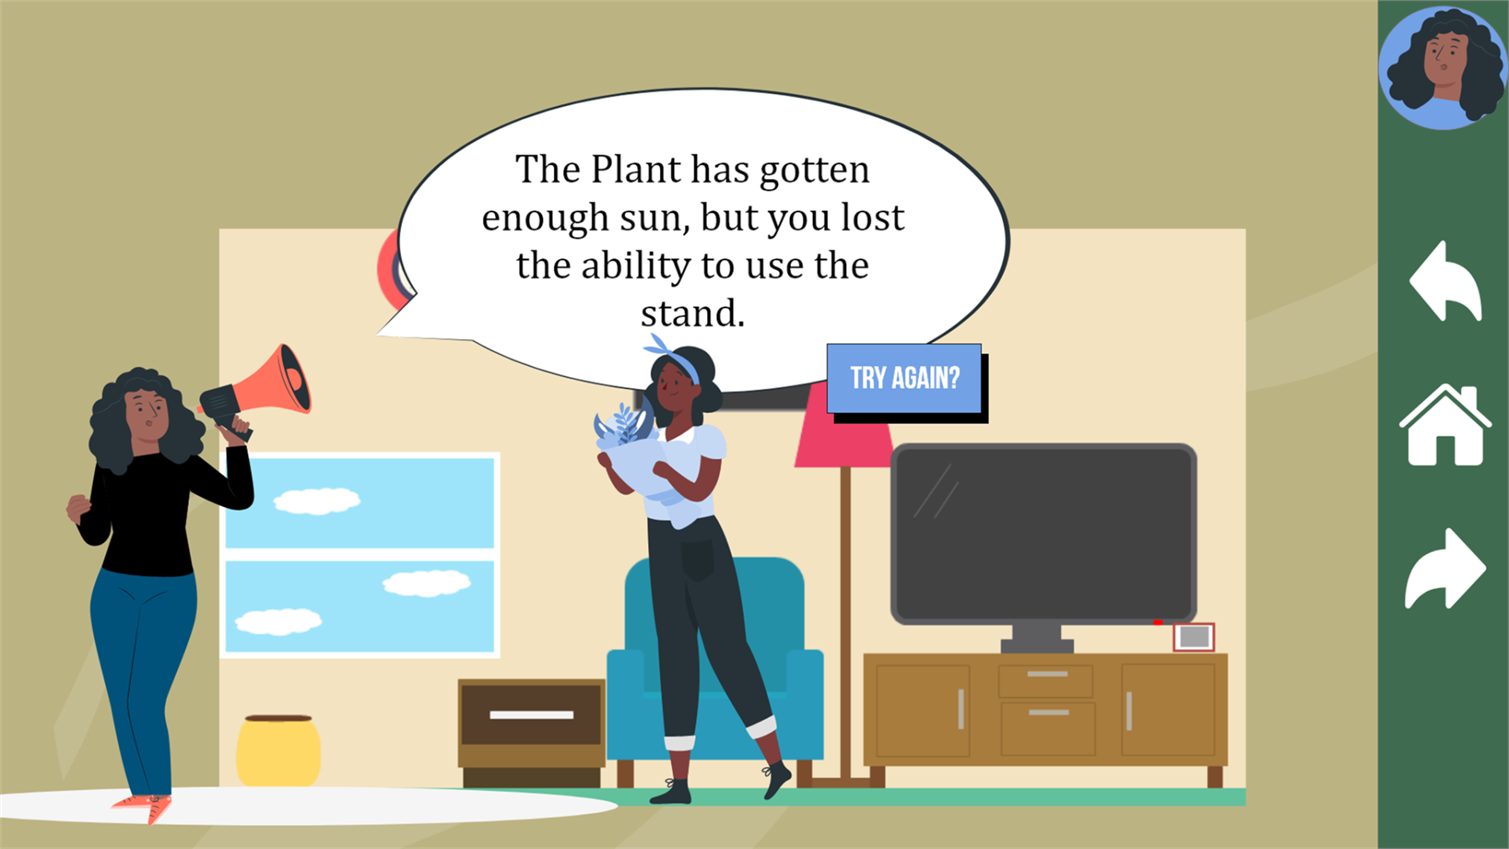 The Plant has gotten
enough sun, but you lost
the ability to use the
stand.
TRY AGAIN?